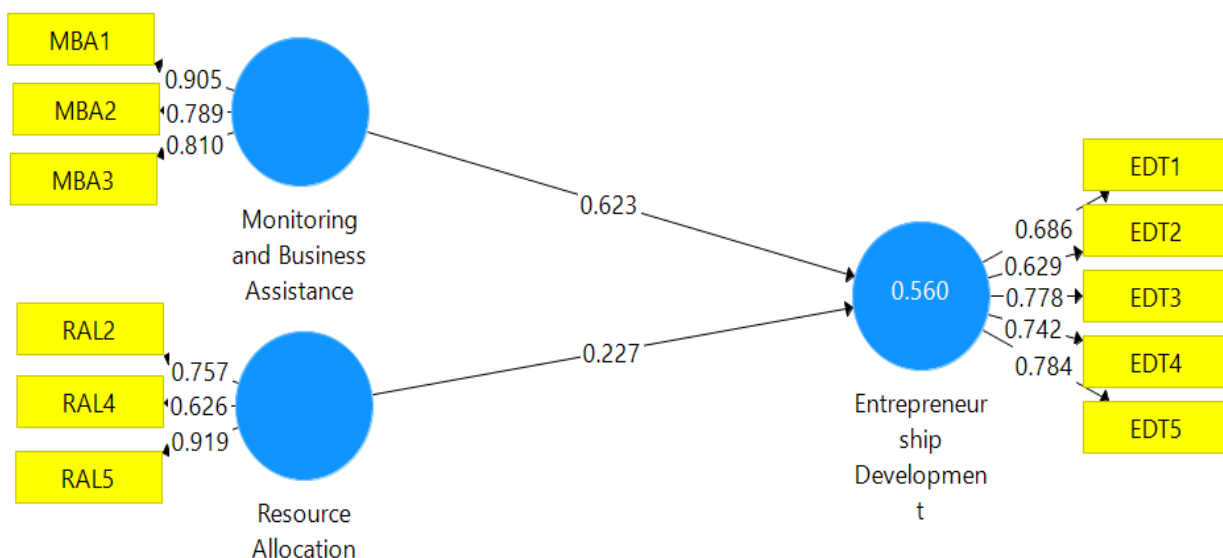 MBA1
0.905
MBA2
0.789
MBA3
0.810
Monitoring
and Business
Assistance
0.623
RAL2
0.757
RAL4
0.626
RAL5
0.919
Resource
Allocation
0.227
0.560
Entrepreneur
ship
Developmen
t
EDT1
0.686
EDT2
0.629
EDT3
0.778
EDT4
0.742
EDT5
0.784